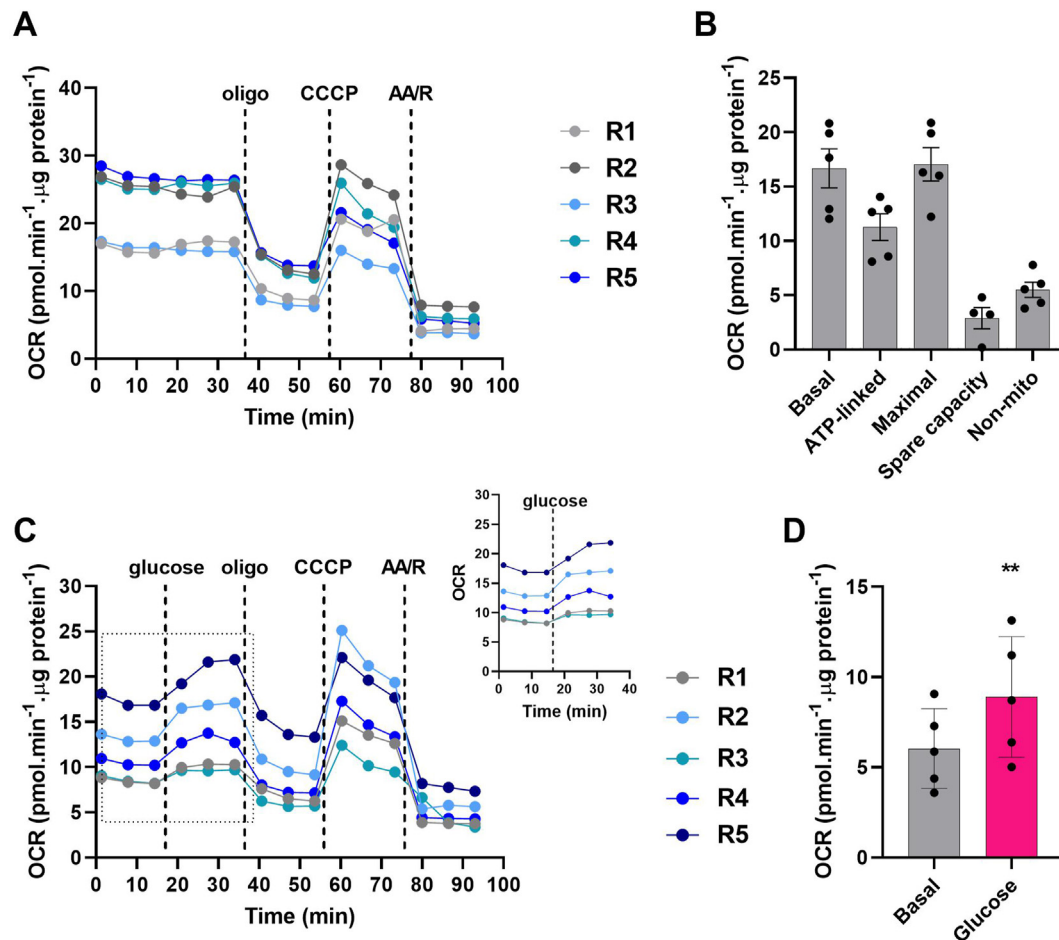 A
OCR (pmol.min⁻¹.µg protein⁻¹)
40
30
20
10
0
oligo CCCP AA/R
0 10 20 30 40 50 60 70 80 90 100
Time (min)
R1
R2
R3
R4
R5
B
OCR (pmol.min⁻¹.µg protein⁻¹)
25
20
15
10
5
0
Basal
ATP-linked
Maximal
Spare capacity
Non-mito
C
OCR (pmol.min⁻¹.µg protein⁻¹)
30
25
20
15
10
5
0
glucose oligo CCCP AA/R
0 10 20 30 40 50 60 70 80 90 100
Time (min)
OCR
30
25
20
15
10
5
0
glucose
0 10 20 30 40
Time (min)
R1
R2
R3
R4
R5
D
OCR (pmol.min⁻¹.µg protein⁻¹)
15
10
5
0
**
Basal
Glucose